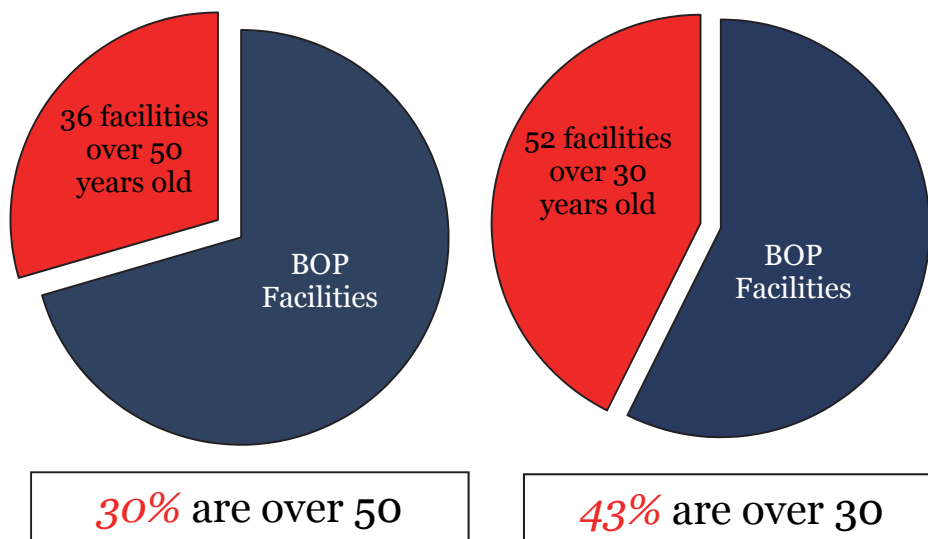 36 facilities
over 50
years old
BOP
Facilities
52 facilities
over 30
years old
BOP
Facilities
30% are over 50
43% are over 30